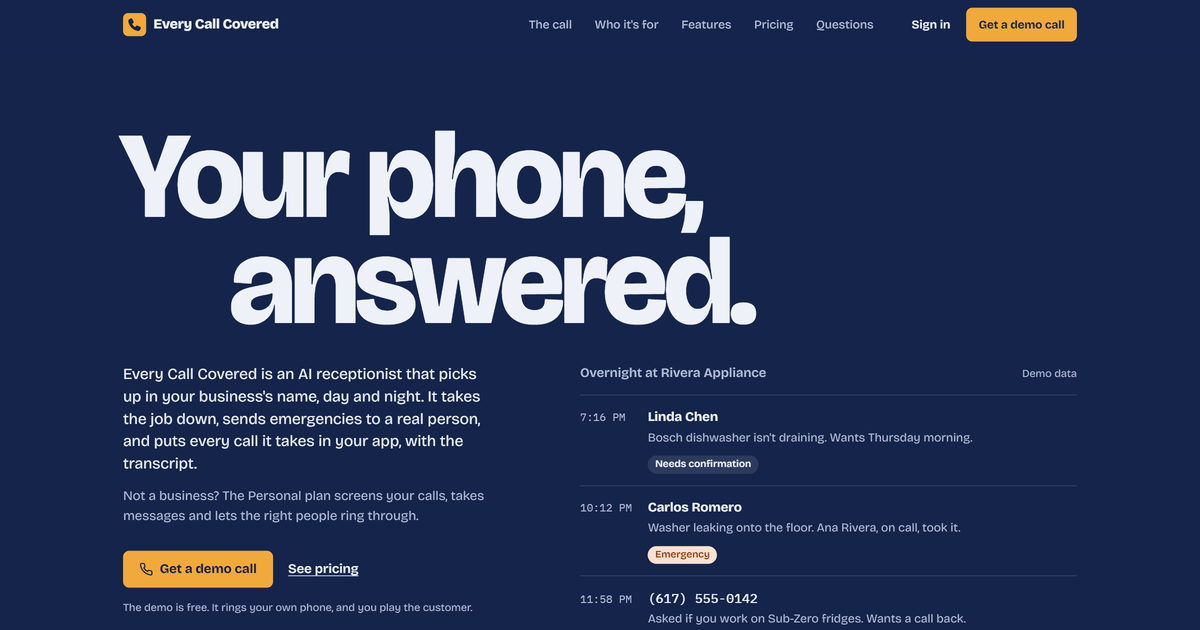 Every Call Covered
The call
Who it's for
Features
Pricing
Questions
Sign in
Get a demo call
Your phone,
answered.
Every Call Covered is an AI receptionist that picks
up in your business's name, day and night. It takes
the job down, sends emergencies to a real person,
and puts every call it takes in your app, with the
transcript.
Not a business? The Personal plan screens your calls, takes
messages and lets the right people ring through.
Get a demo call
See pricing
The demo is free. It rings your own phone, and you play the customer.
Overnight at Rivera Appliance
Demo data
7:16 PM
Linda Chen
Bosch dishwasher isn't draining. Wants Thursday morning.
Needs confirmation
10:12 PM
Carlos Romero
Washer leaking onto the floor. Ana Rivera, on call, took it.
Emergency
11:58 PM
(617) 555-0142
Asked if you work on Sub-Zero fridges. Wants a call back.